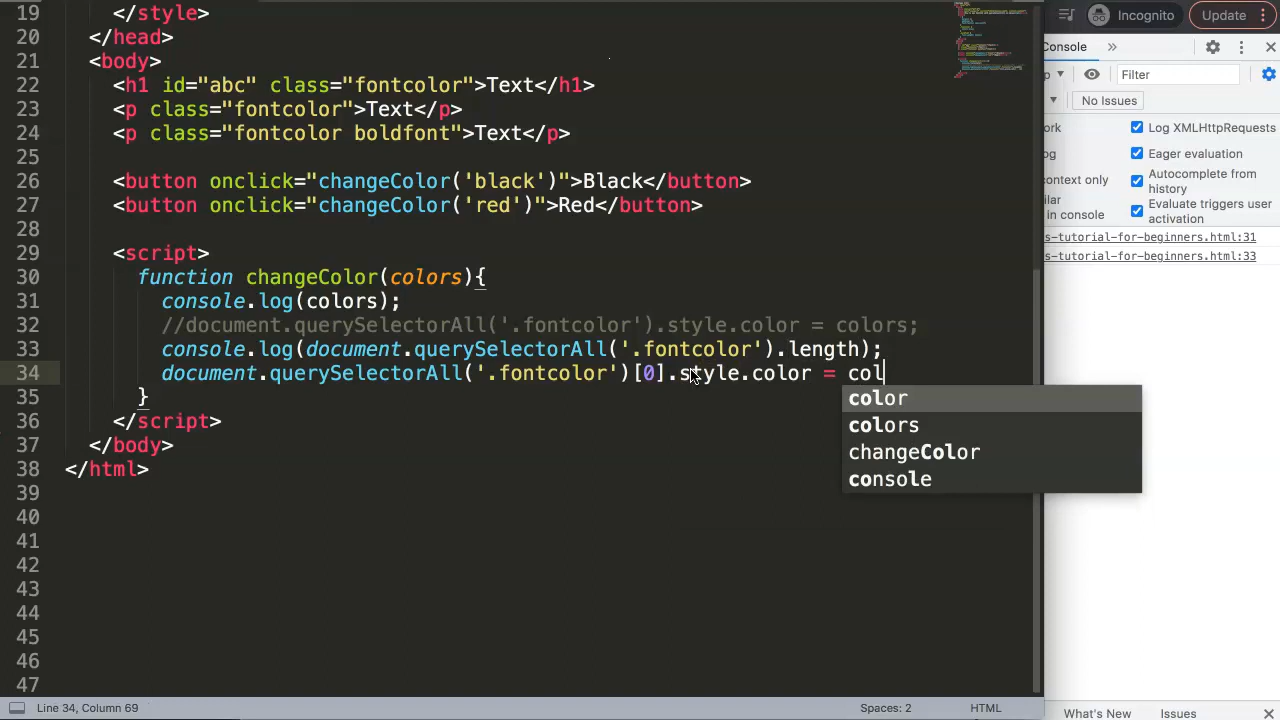 19 </style>
20 </head>
21 <body>
22 <h1 id="abc" class="fontcolor">Text</h1>
23 <p class="fontcolor">Text</p>
24 <p class="fontcolor boldfont">Text</p>
25
26 <button onclick="changeColor('black')">Black</button>
27 <button onclick="changeColor('red')">Red</button>
28
29 <script>
30 function changeColor(colors){
31 console.log(colors);
32 //document.querySelectorAll('.fontcolor').style.color = colors;
33 console.log(document.querySelectorAll('.fontcolor').length);
34 document.querySelectorAll('.fontcolor')[0].style.color = col
35 }
36 </script>
37 </body>
38 </html>
39
40
41
42
43
44
45
46
47
color
colors
changeColor
console
Line 34, Column 69
Spaces: 2
HTML
Incognito
Update
Console
Filter
No Issues
ork
Log XMLHttpRequests
og
Eager evaluation
context only
Autocomplete from
history
ilar
in console
Evaluate triggers user
activation
s-tutorial-for-beginners.html:31
s-tutorial-for-beginners.html:33
What's New
Issues